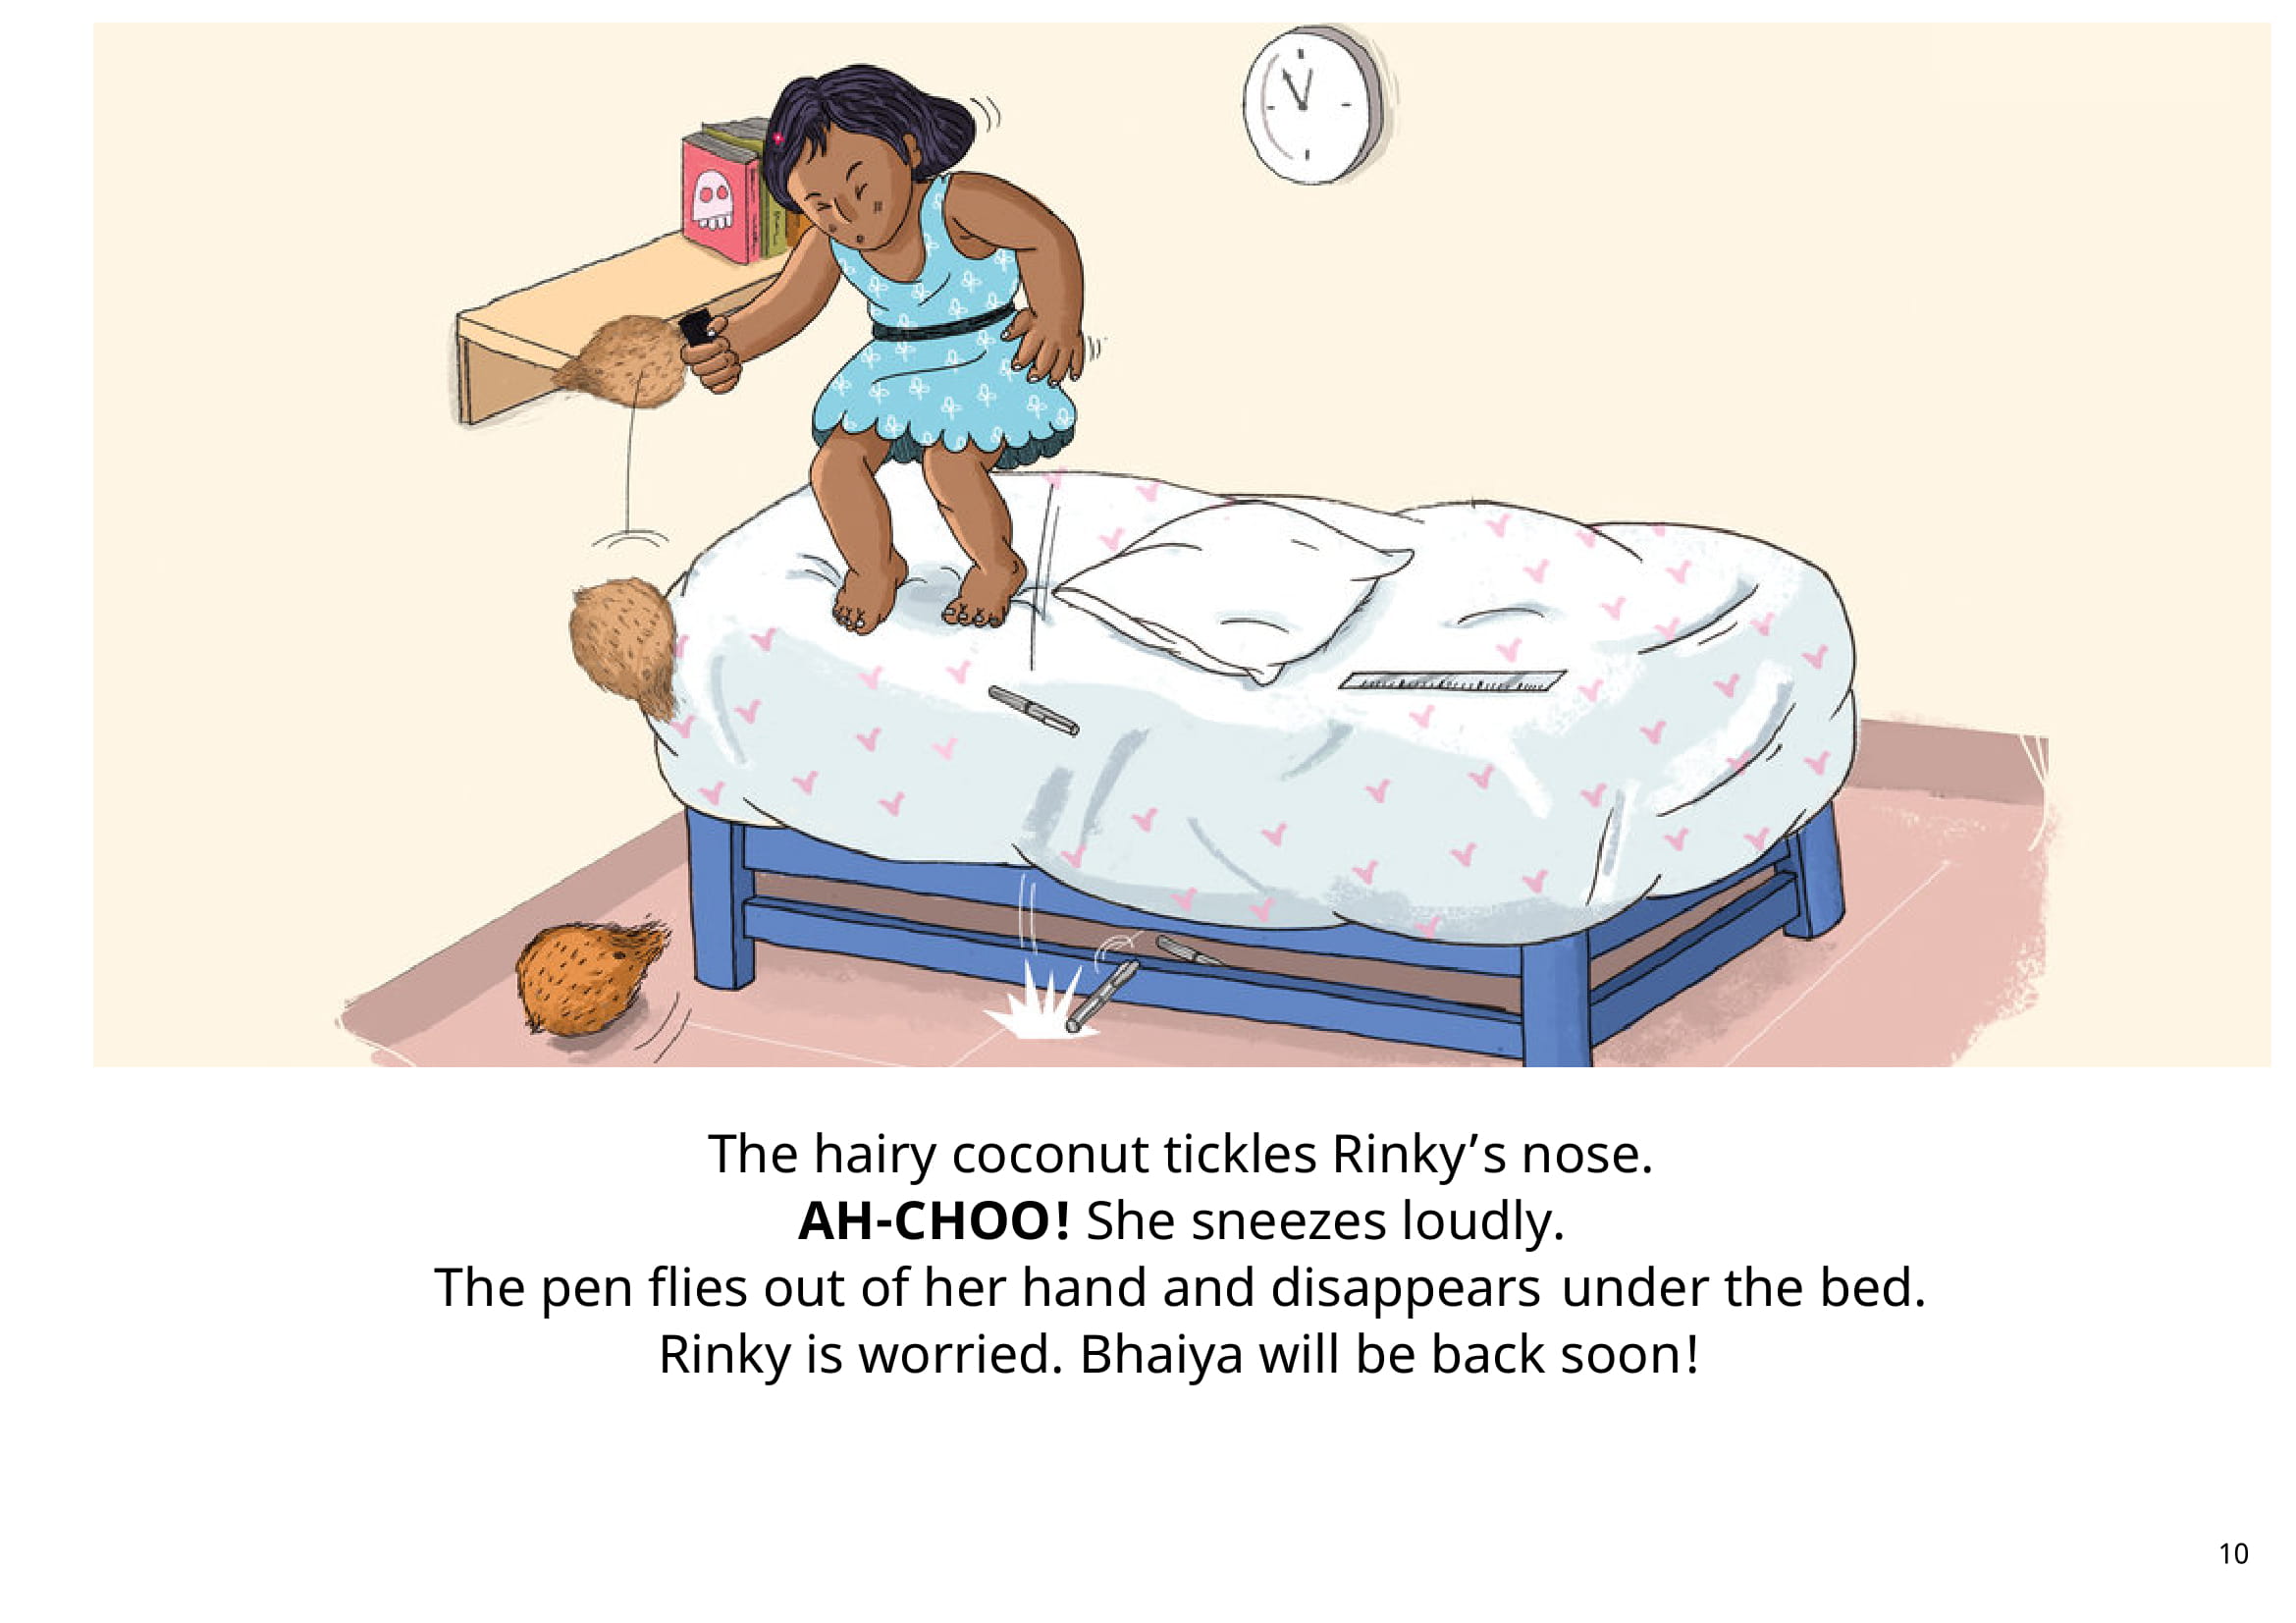 The hairy coconut tickles Rinky’s nose.
AH-CHOO! She sneezes loudly.
The pen flies out of her hand and disappears under the bed.
Rinky is worried. Bhaiya will be back soon!
10